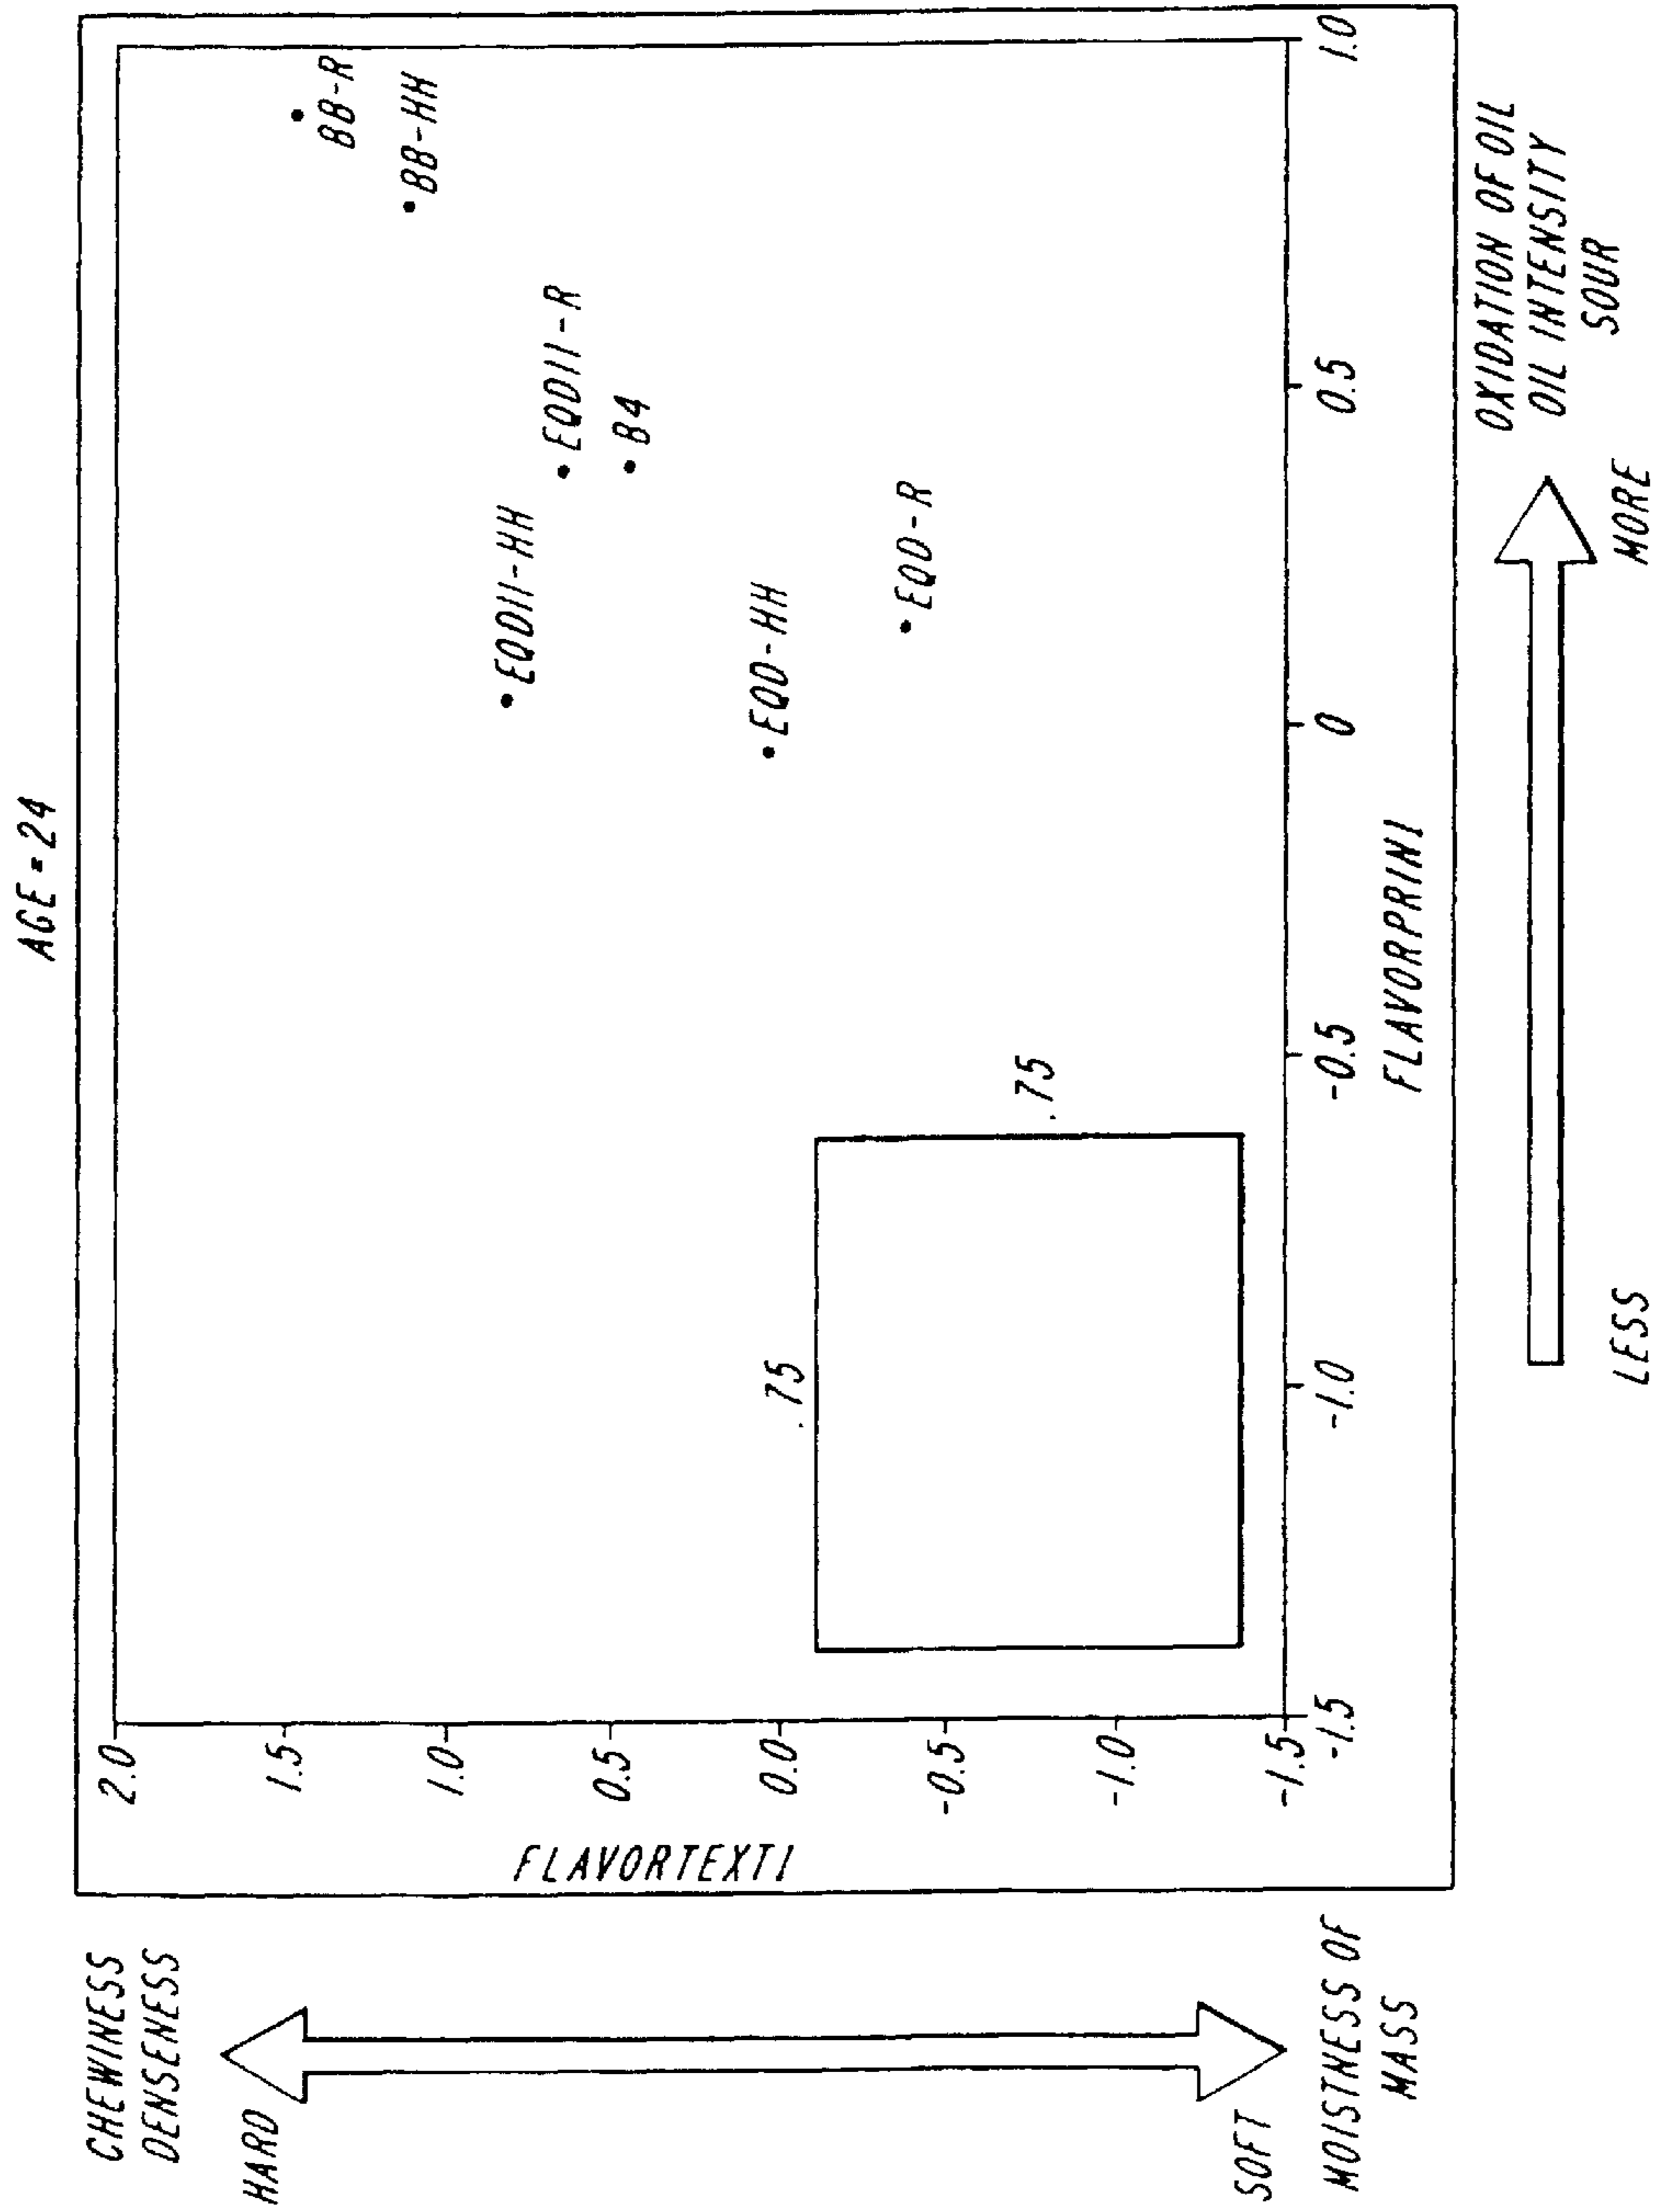 AGE=24
CHEWINESS
DENSENESS
HARD
SOFT
MOISTNESS OF
MASS
FLAVORTEXTI
2.0
1.5
1.0
0.5
0.0
-0.5
-1.0
-1.5
BB-R
BB-HH
EQDII-HH
EQDII-R
B4
EQD-HH
EQD-R
.75
.75
-1.5
-1.0
-0.5
0
0.5
1.0
FLAVORPRINI
LESS
MORE
OXIDATION OF OIL
OIL INTENSITY
SOUR